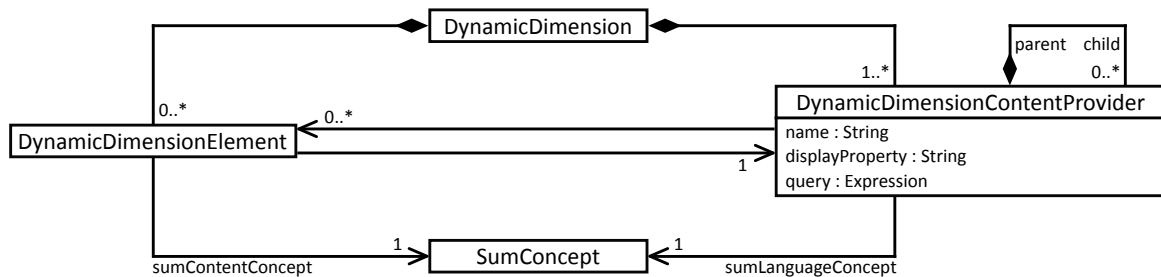 DynamicDimension
parent child
1..*
0..*
DynamicDimensionContentProvider
0..*
0..*
DynamicDimensionElement
name : String
displayProperty : String
1
query : Expression
1
SumConcept
1
sumContentConcept
sumLanguageConcept